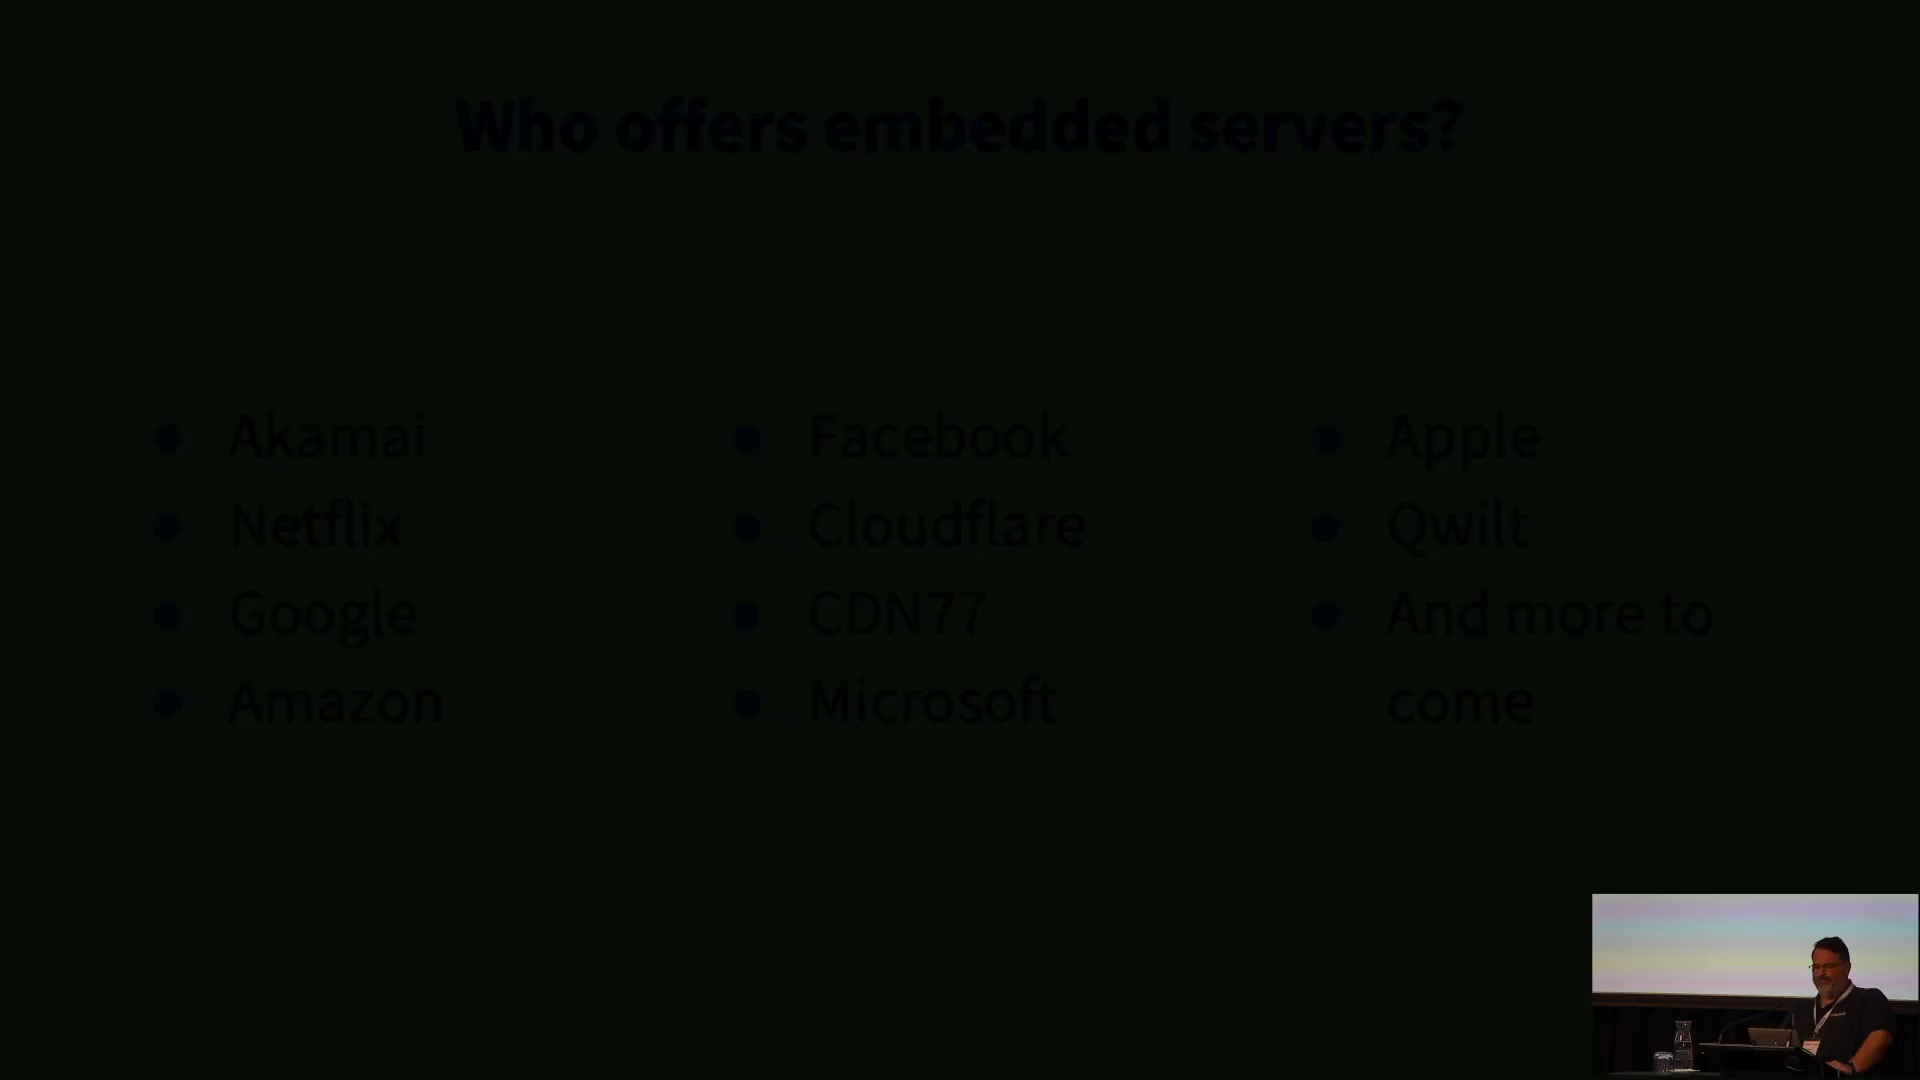 Who offers embedded servers?
Akamai
Netflix
Google
Amazon
Facebook
Cloudflare
CDN77
Microsoft
Apple
Qwilt
And more to
come